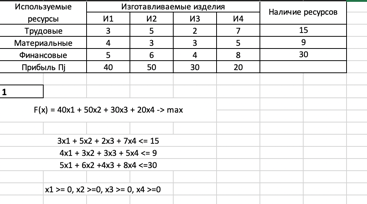 Используемые ресурсы Изготавливаемые изделия Наличие ресурсов
И1 И2 И3 И4
Трудовые 3 5 2 7 15
Материальные 4 3 3 5 9
Финансовые 5 6 4 8 30
Прибыль Пj 40 50 30 20
1
F(x) = 40x1 + 50x2 + 30x3 + 20x4 -> max
3x1 + 5x2 + 2x3 + 7x4 <= 15
4x1 + 3x2 + 3x3 + 5x4 <= 9
5x1 + 6x2 +4x3 + 8x4 <=30
x1 >= 0, x2 >=0, x3 >= 0, x4 >=0